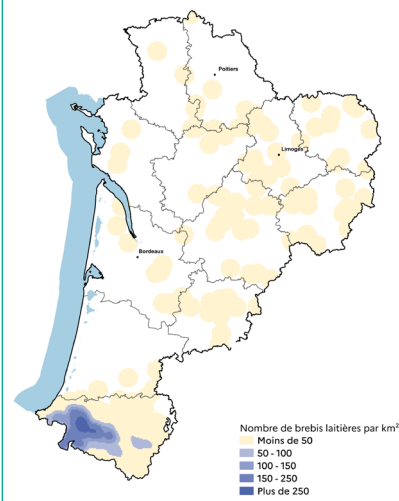 Poitiers
Limoges
Bordeaux
Nombre de brebis laitières par km²
Moins de 50
50 - 100
100 - 150
150 - 250
Plus de 250